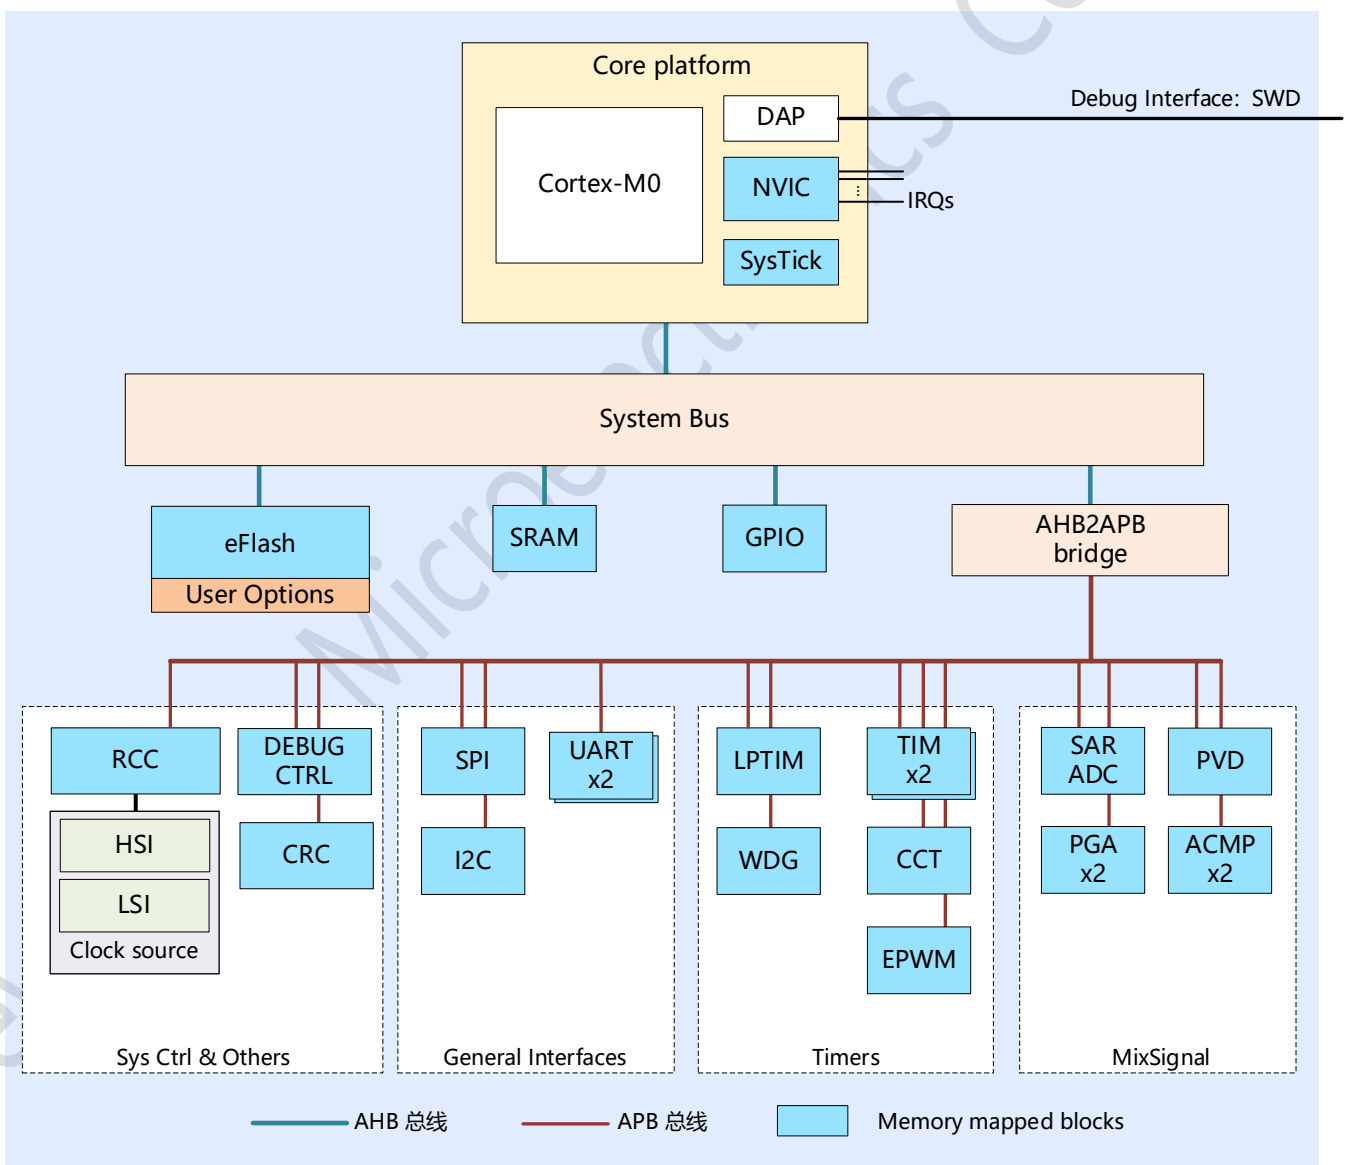 Core platform
Cortex-M0
DAP
NVIC
SysTick
Debug Interface: SWD
...
IRQs
System Bus
eFlash
User Options
SRAM
GPIO
AHB2APB
bridge
RCC
HSI
LSI
Clock source
DEBUG
CTRL
CRC
Sys Ctrl & Others
SPI
I2C
UART
x2
General Interfaces
LPTIM
WDG
TIM
x2
CCT
EPWM
Timers
SAR
ADC
PGA
x2
PVD
ACMP
x2
MixSignal
AHB 总线
APB 总线
Memory mapped blocks